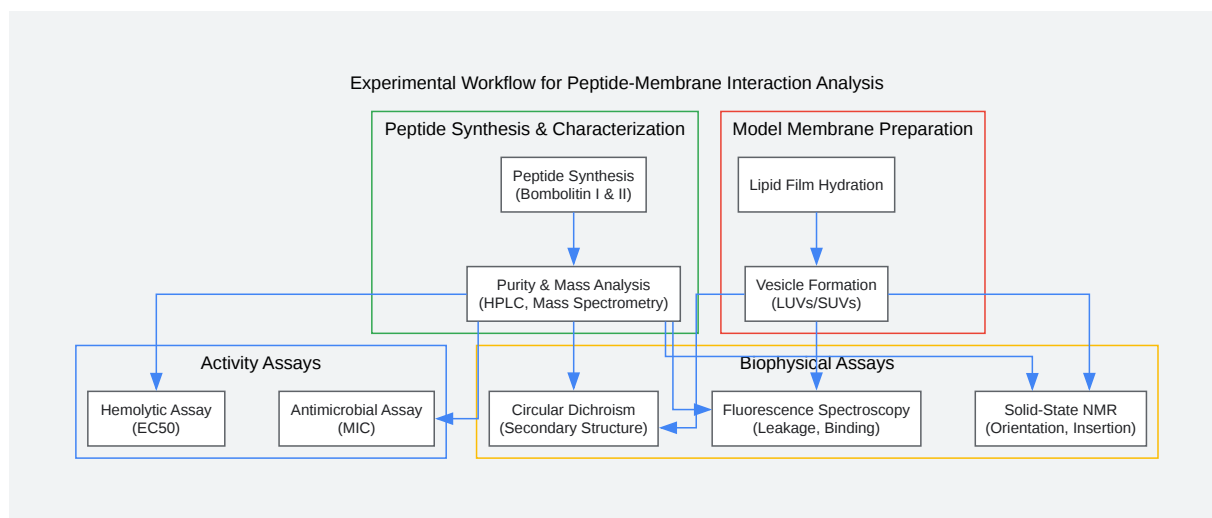 Experimental Workflow for Peptide-Membrane Interaction Analysis
Peptide Synthesis & Characterization
Model Membrane Preparation
Peptide Synthesis
(Bombolitin I & II)
Lipid Film Hydration
Purity & Mass Analysis
(HPLC, Mass Spectrometry)
Vesicle Formation
(LUVs/SUVs)
Activity Assays
Biophysical Assays
Hemolytic Assay
(EC50)
Antimicrobial Assay
(MIC)
Circular Dichroism
(Secondary Structure)
Fluorescence Spectroscopy
(Leakage, Binding)
Solid-State NMR
(Orientation, Insertion)